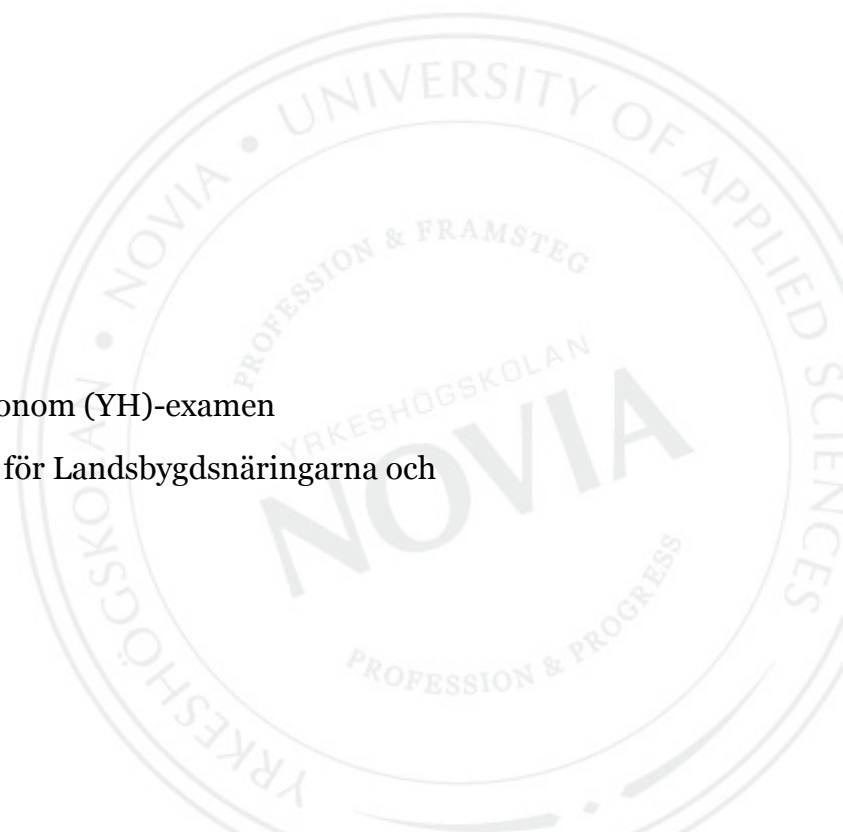 UNIVERSITY OF APPLIED SCIENCES
YRKESHÖGSKOLAN • NOVIA •
PROFESSION & FRAMSTEG
YRKESHÖGSKOLAN
NOVIA
PROFESSION & PROGRESS
onom (YH)-examen
för Landsbygdsnäringarna och